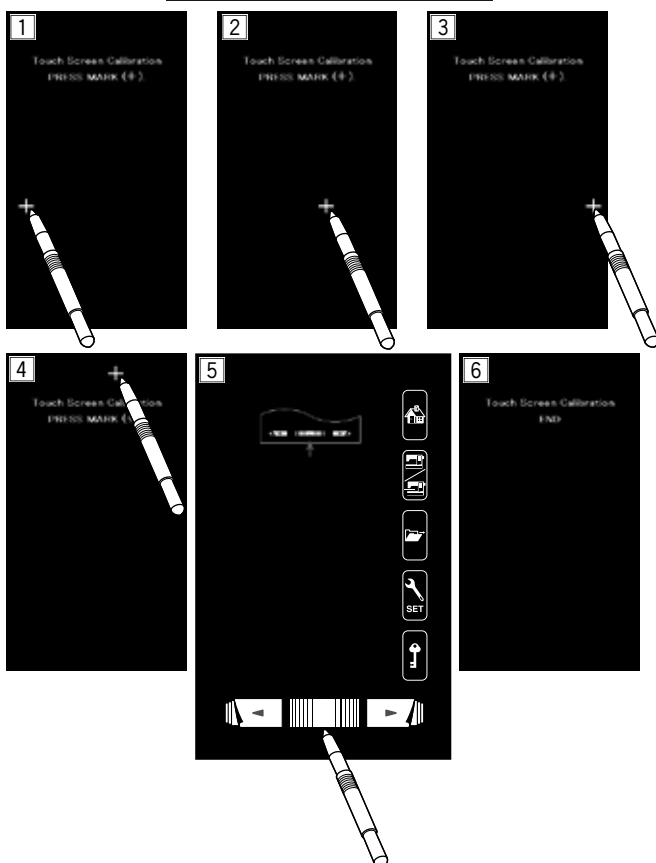 1
Touch Screen Calibration
PRESS MARK (+).
2
Touch Screen Calibration
PRESS MARK (+).
3
Touch Screen Calibration
PRESS MARK (+).
4
Touch Screen
PRESS MARK
5
SET
6
Touch Screen Calibration
END